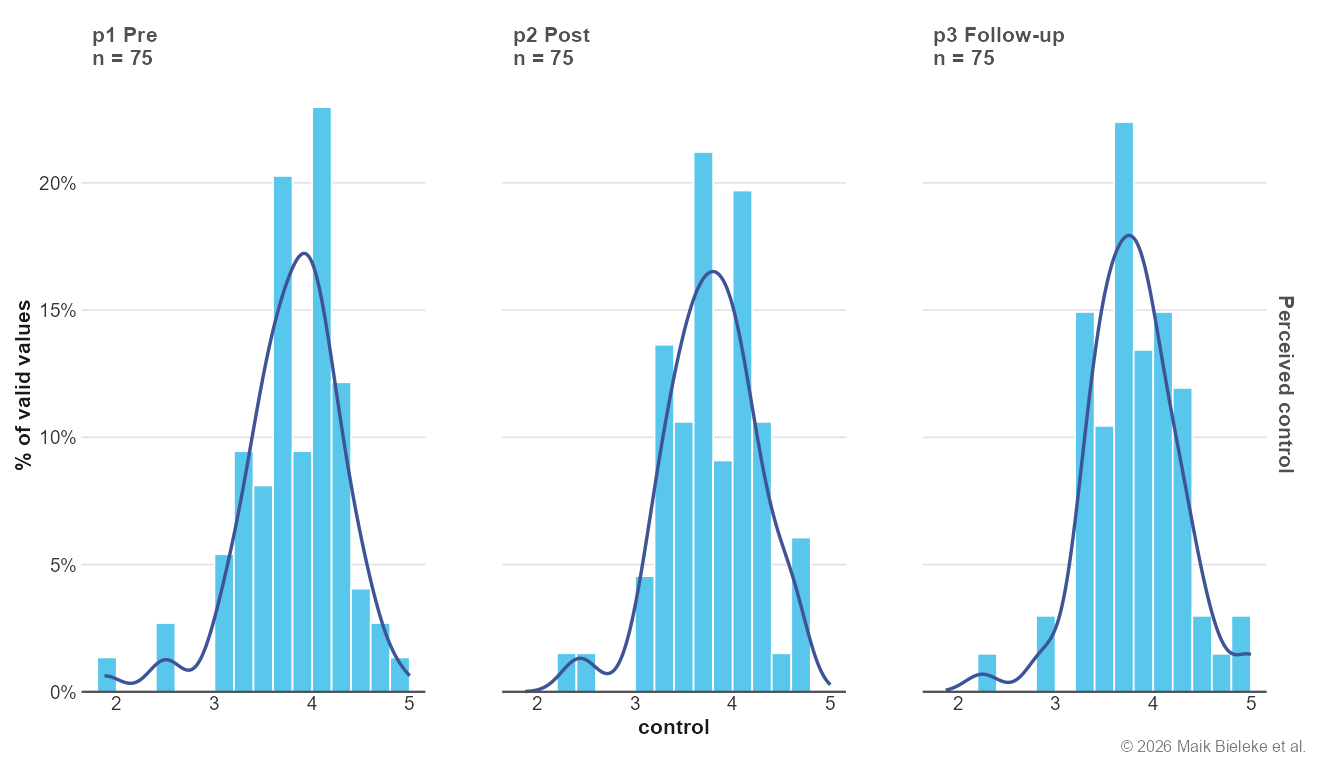 p1 Pre
n = 75
p2 Post
n = 75
p3 Follow-up
n = 75
% of valid values
20%
15%
10%
5%
0%
2 3 4 5
2 3 4 5
2 3 4 5
control
Perceived control
© 2026 Maik Bieleke et al.